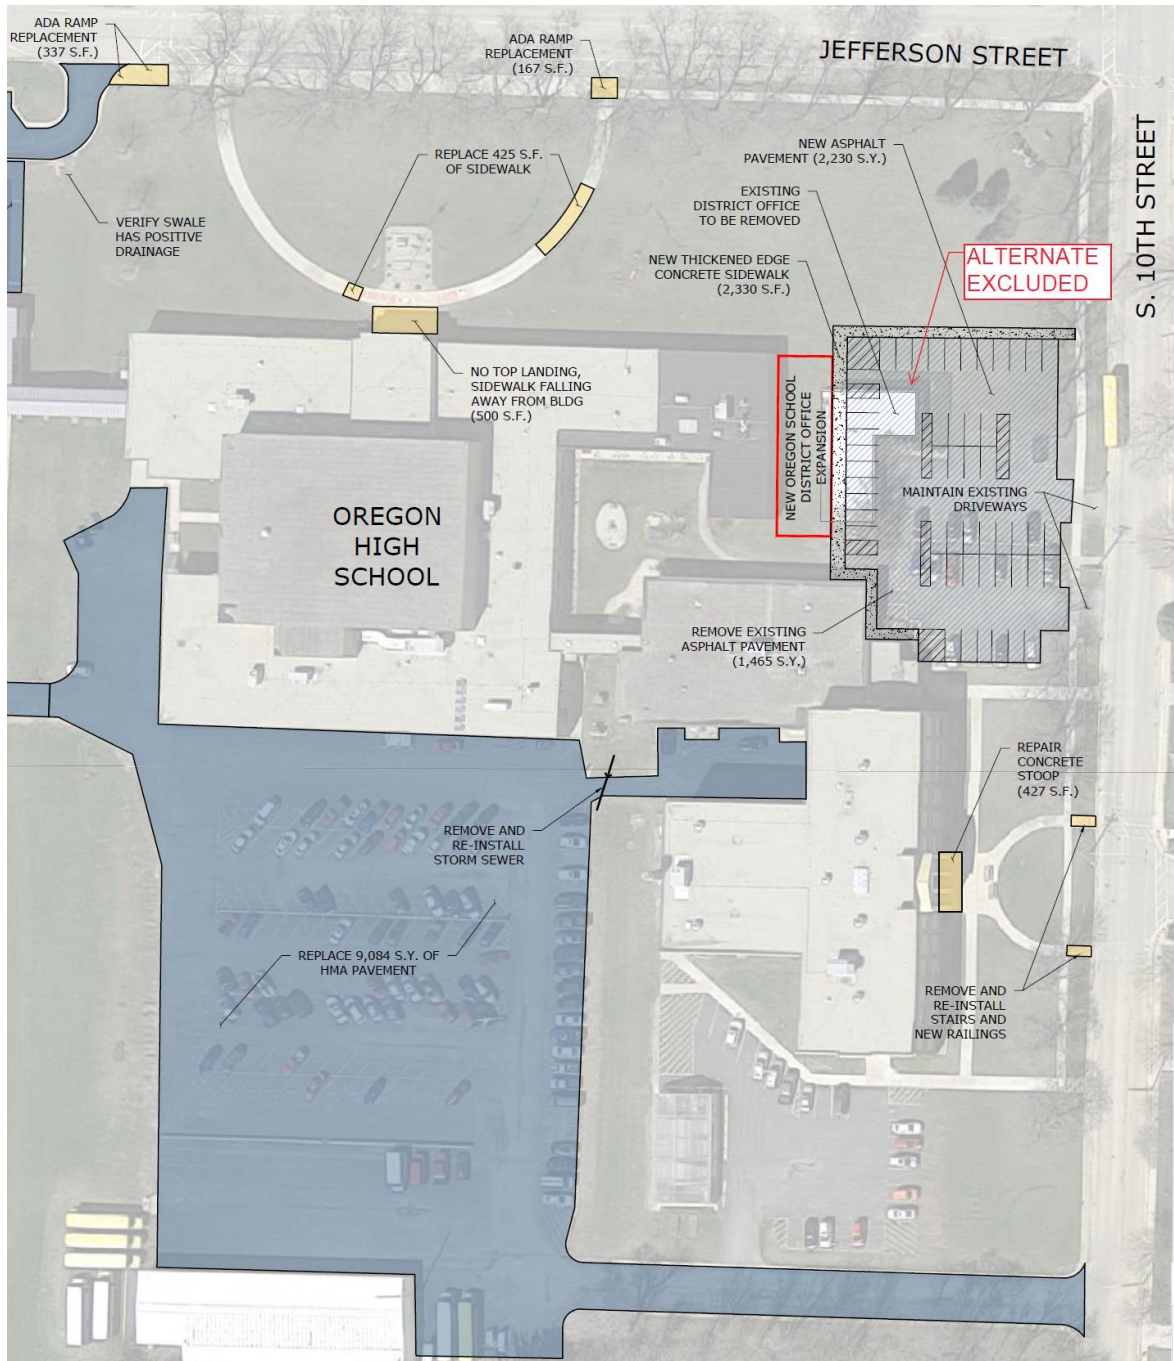 ADA RAMP
REPLACEMENT
(337 S.F.)
ADA RAMP
REPLACEMENT
(167 S.F.)
JEFFERSON STREET
S. 10TH STREET
REPLACE 425 S.F.
OF SIDEWALK
NEW ASPHALT
PAVEMENT (2,230 S.Y.)
EXISTING
DISTRICT OFFICE
TO BE REMOVED
VERIFY SWALE
HAS POSITIVE
DRAINAGE
NEW THICKENED EDGE
CONCRETE SIDEWALK
(2,330 S.F.)
ALTERNATE
EXCLUDED
NO TOP LANDING,
SIDEWALK FALLING
AWAY FROM BLDG
(500 S.F.)
NEW OREGON SCHOOL
DISTRICT OFFICE
EXPANSION
MAINTAIN EXISTING
DRIVEWAYS
OREGON
HIGH
SCHOOL
REMOVE EXISTING
ASPHALT PAVEMENT
(1,465 S.Y.)
REPAIR
CONCRETE
STOOP
(427 S.F.)
REMOVE AND
RE-INSTALL
STORM SEWER
REPLACE 9,084 S.Y. OF
HMA PAVEMENT
REMOVE AND
RE-INSTALL
STAIRS AND
NEW RAILINGS